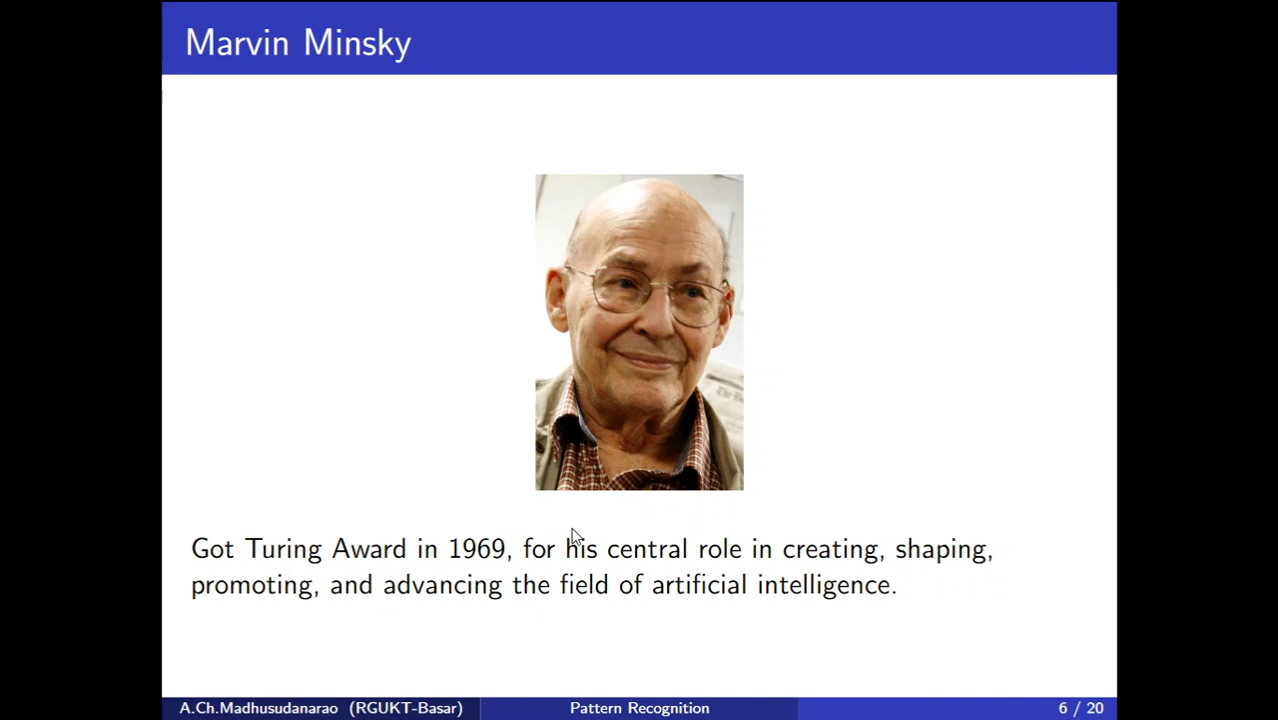 Marvin Minsky
Got Turing Award in 1969, for his central role in creating, shaping,
promoting, and advancing the field of artificial intelligence.
A.Ch.Madhusudanarao (RGUKT-Basar)
Pattern Recognition
6 / 20